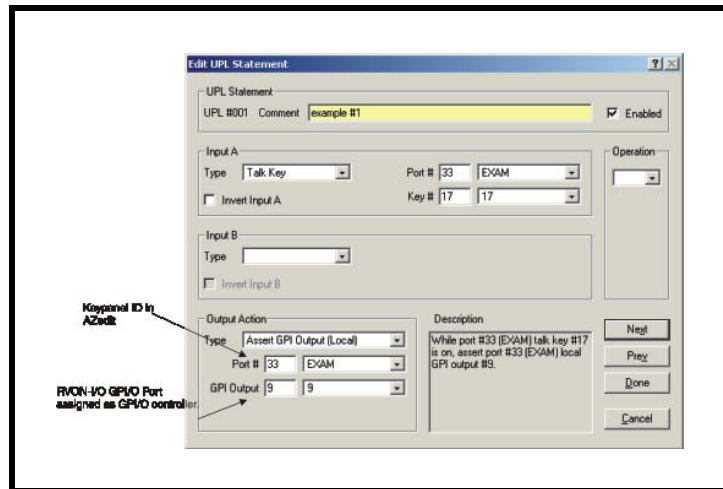 Edit UPL Statement
UPL Statement
UPL #001 Comment example #1 Enabled
Input A
Type Talk Key Port # 33 EXAM
Invert Input A Key # 17 17
Operation
Input B
Type
Invert Input B
Keypanel ID in
AZedit
Output Action
Type Assert GPI Output (Local)
Port # 33 EXAM
GPI Output 9 9
RVON-I/O GPI/O Port
assigned as GPI/O controller.
Description
While port #33 (EXAM) talk key #17
is on, assert port #33 (EXAM) local
GPI output #9.
Next
Prev
Done
Cancel